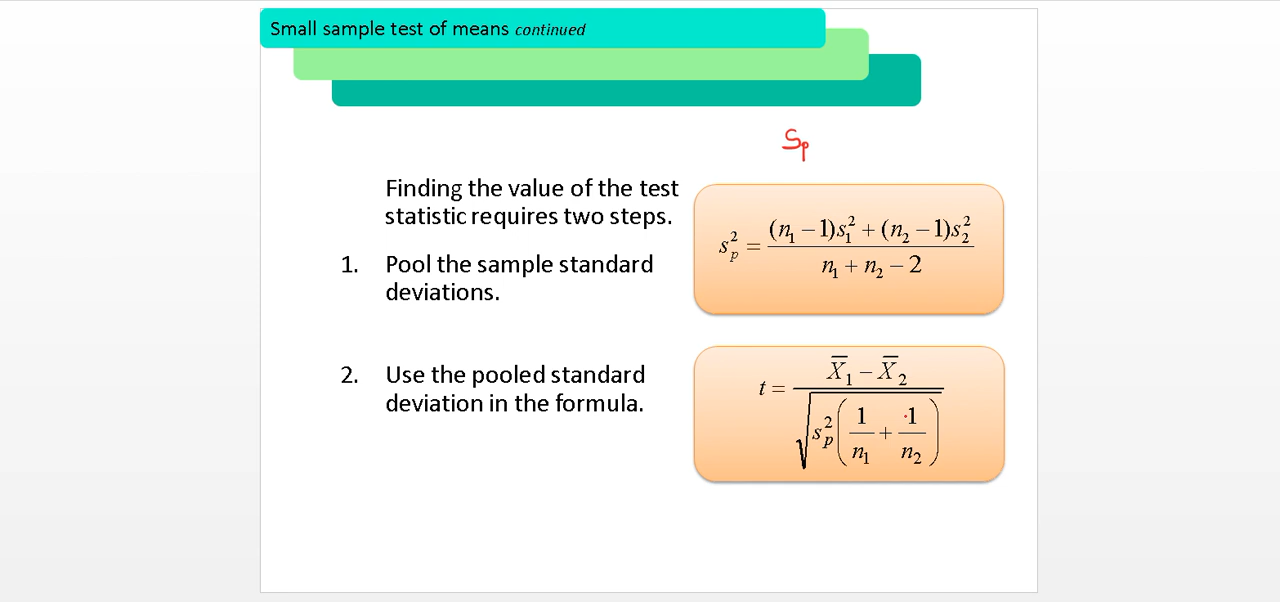 Small sample test of means continued
Sp
Finding the value of the test
statistic requires two steps.
1. Pool the sample standard
deviations.
s_p^2 = ((n_1 − 1)s_1^2 + (n_2 − 1)s_2^2) / (n_1 + n_2 − 2)
2. Use the pooled standard
deviation in the formula.
t = (X̅_1 − X̅_2) / √(s_p^2 (1/n_1 + 1/n_2))